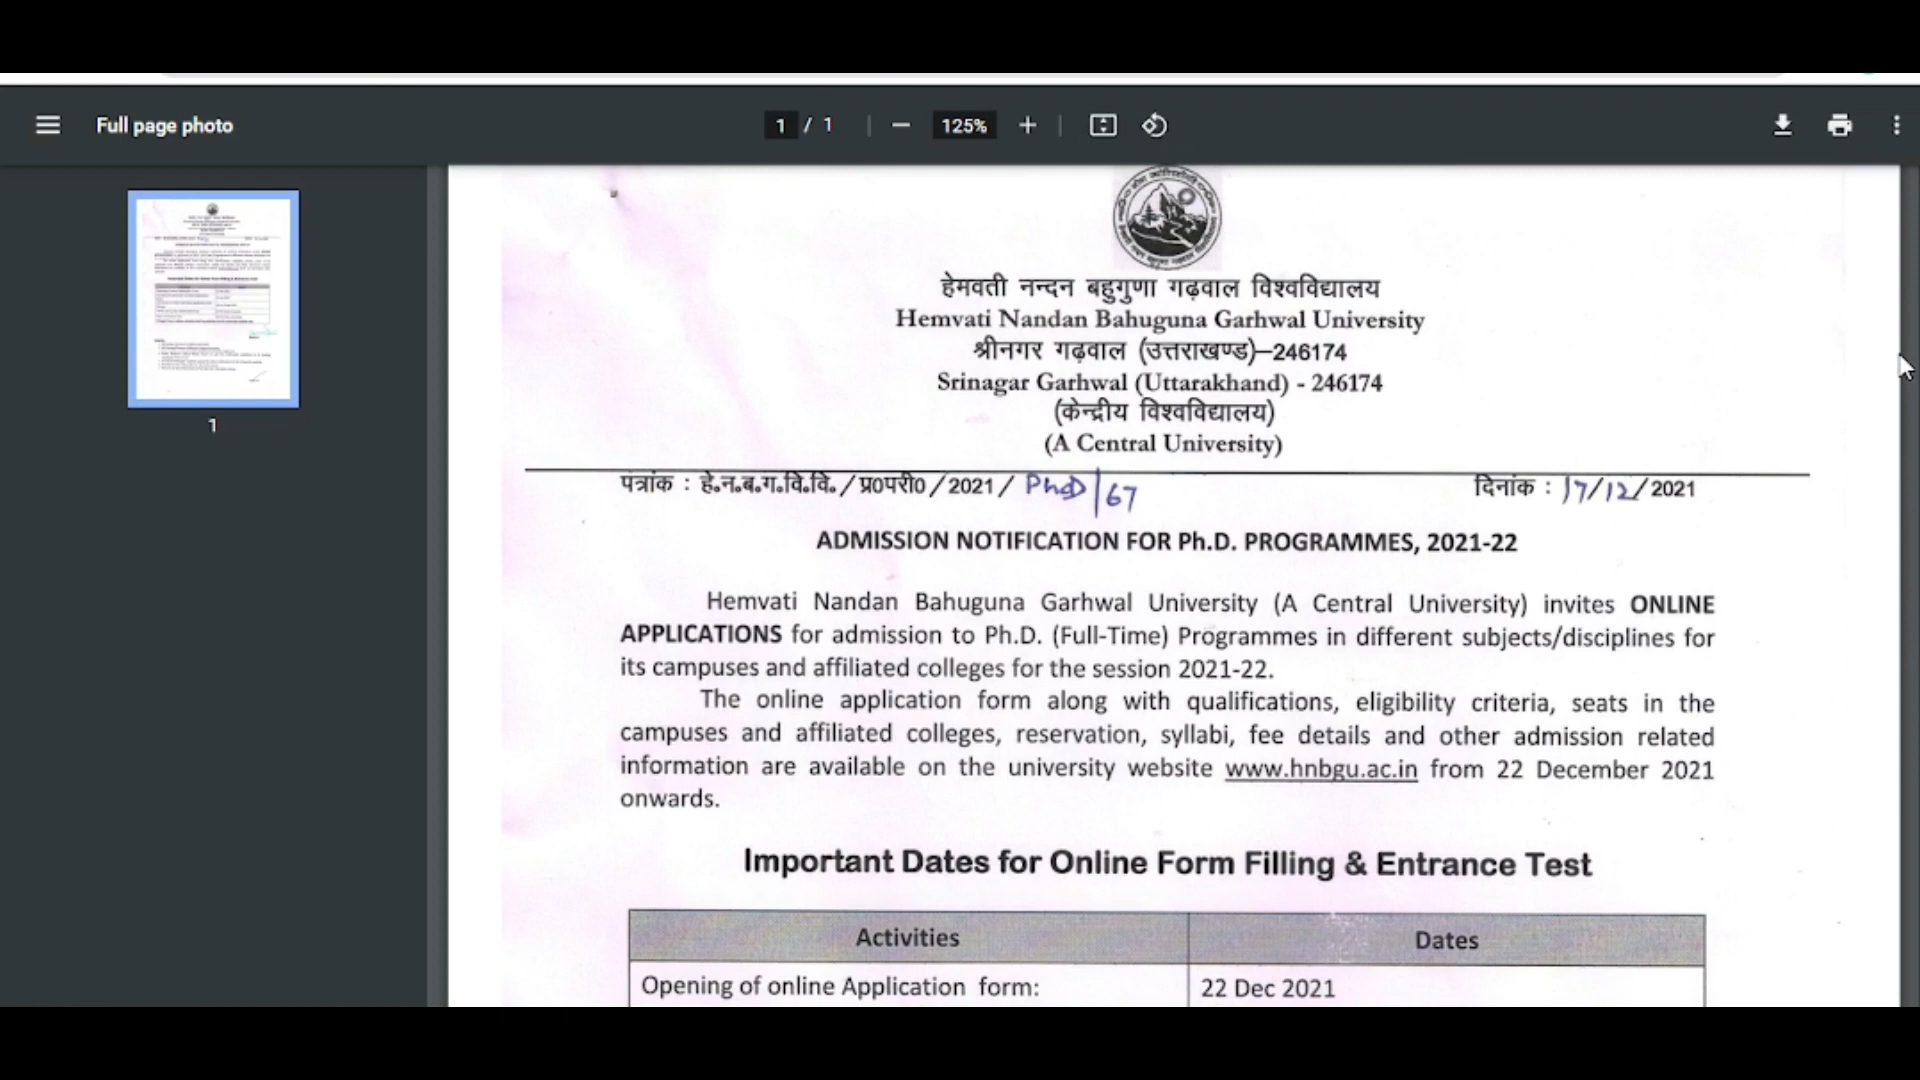 Full page photo
1 / 1
125%
1
हेमवती नन्दन बहुगुणा गढ़वाल विश्वविद्यालय
Hemvati Nandan Bahuguna Garhwal University
श्रीनगर गढ़वाल (उत्तराखण्ड)–246174
Srinagar Garhwal (Uttarakhand) - 246174
(केन्द्रीय विश्वविद्यालय)
(A Central University)
पत्रांक : हे.न.ब.ग.वि.वि./प्र0परी0/2021/ PhD/67 दिनांक : 17/12/2021
ADMISSION NOTIFICATION FOR Ph.D. PROGRAMMES, 2021-22
Hemvati Nandan Bahuguna Garhwal University (A Central University) invites ONLINE
APPLICATIONS for admission to Ph.D. (Full-Time) Programmes in different subjects/disciplines for
its campuses and affiliated colleges for the session 2021-22.
The online application form along with qualifications, eligibility criteria, seats in the
campuses and affiliated colleges, reservation, syllabi, fee details and other admission related
information are available on the university website www.hnbgu.ac.in from 22 December 2021
onwards.
Important Dates for Online Form Filling & Entrance Test
Activities Dates
Opening of online Application form: 22 Dec 2021